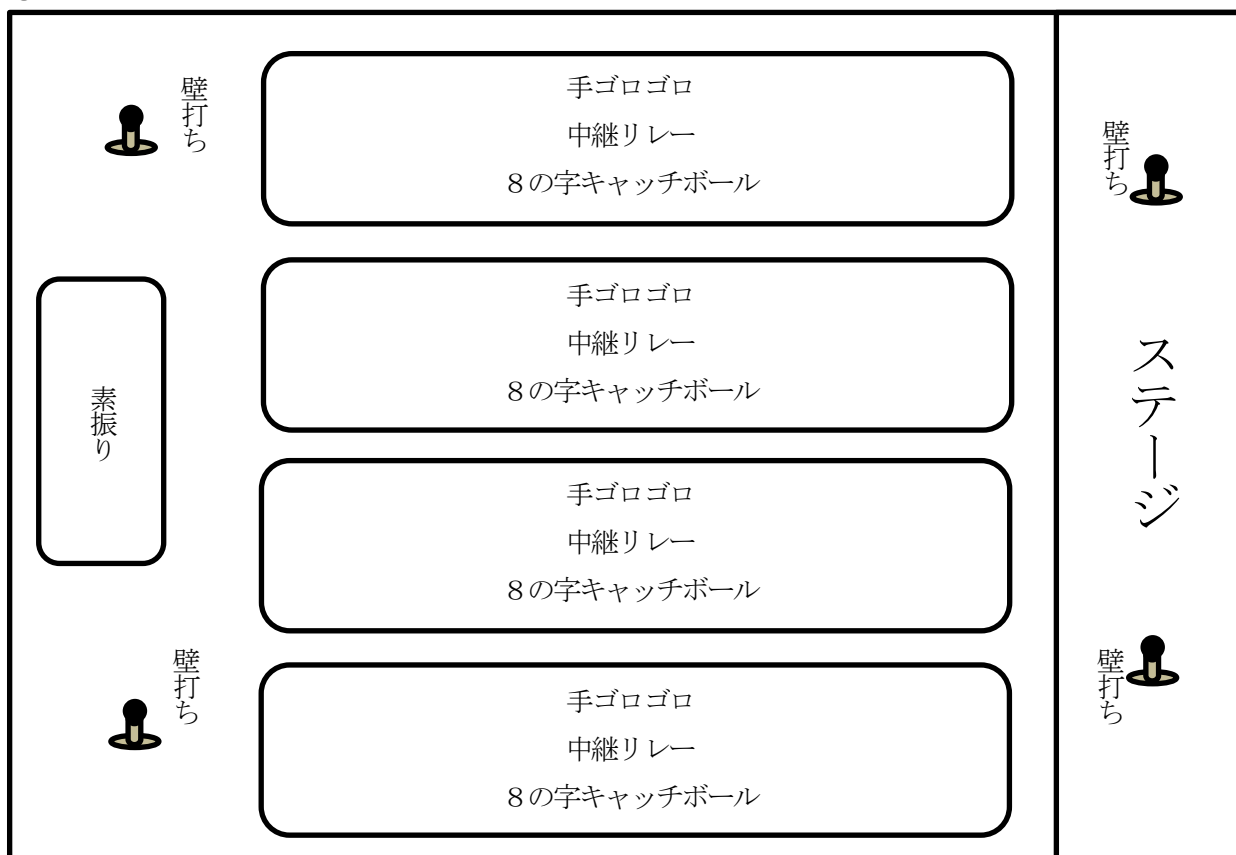 壁打ち
手ゴロゴロ
中継リレー
８の字キャッチボール
壁打ち
手ゴロゴロ
中継リレー
８の字キャッチボール
素振り
ステージ
手ゴロゴロ
中継リレー
８の字キャッチボール
壁打ち
手ゴロゴロ
中継リレー
８の字キャッチボール
壁打ち